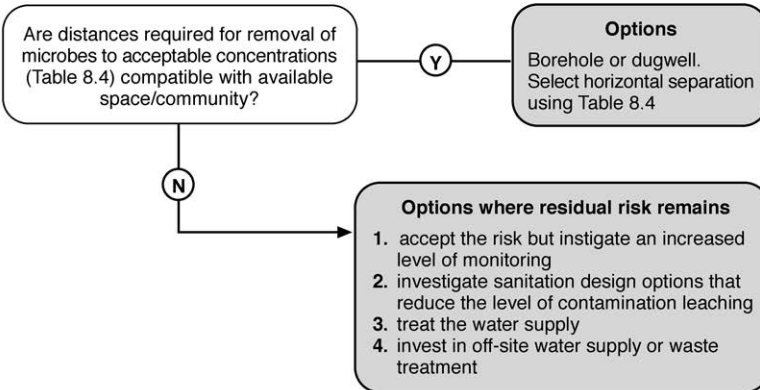 Are distances required for removal of
microbes to acceptable concentrations
(Table 8.4) compatible with available
space/community?
Y
Options
Borehole or dugwell.
Select horizontal separation
using Table 8.4
N
Options where residual risk remains
1. accept the risk but instigate an increased
level of monitoring
2. investigate sanitation design options that
reduce the level of contamination leaching
3. treat the water supply
4. invest in off-site water supply or waste
treatment